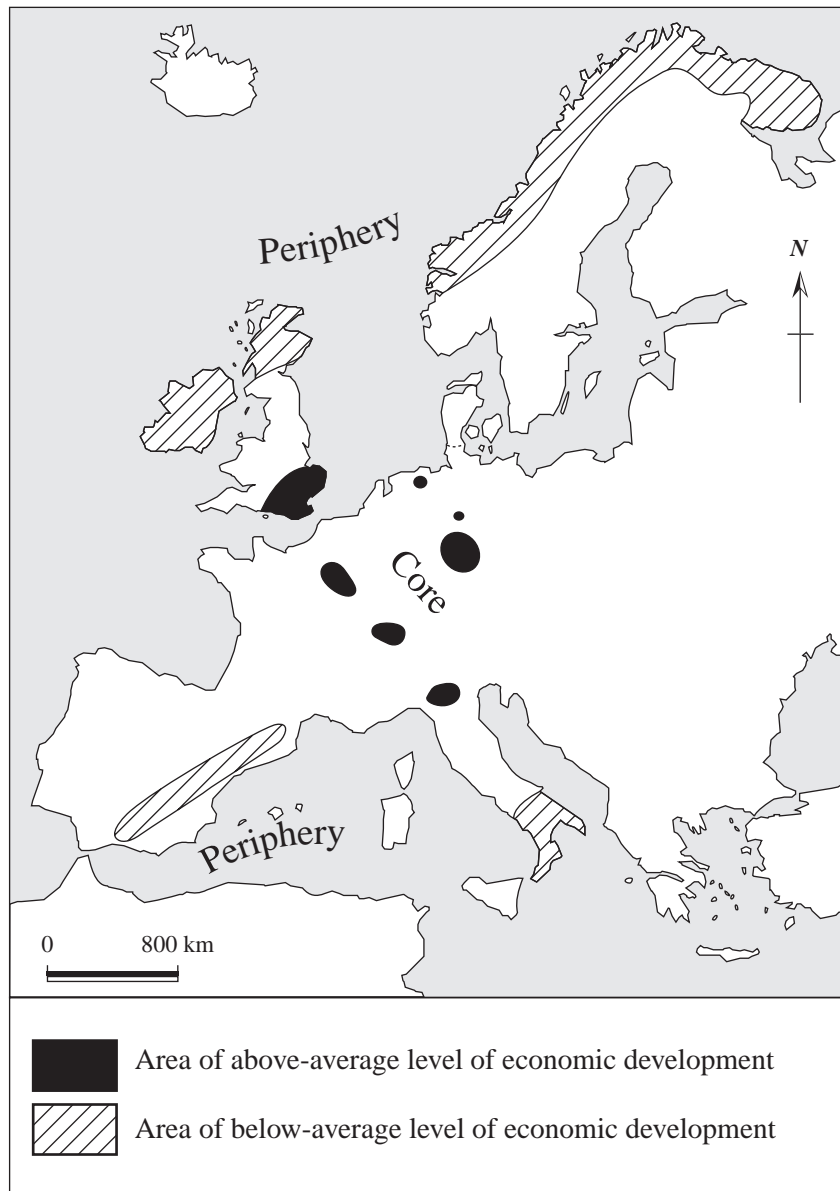 Periphery
N
Core
Periphery
0 800 km
Area of above-average level of economic development
Area of below-average level of economic development